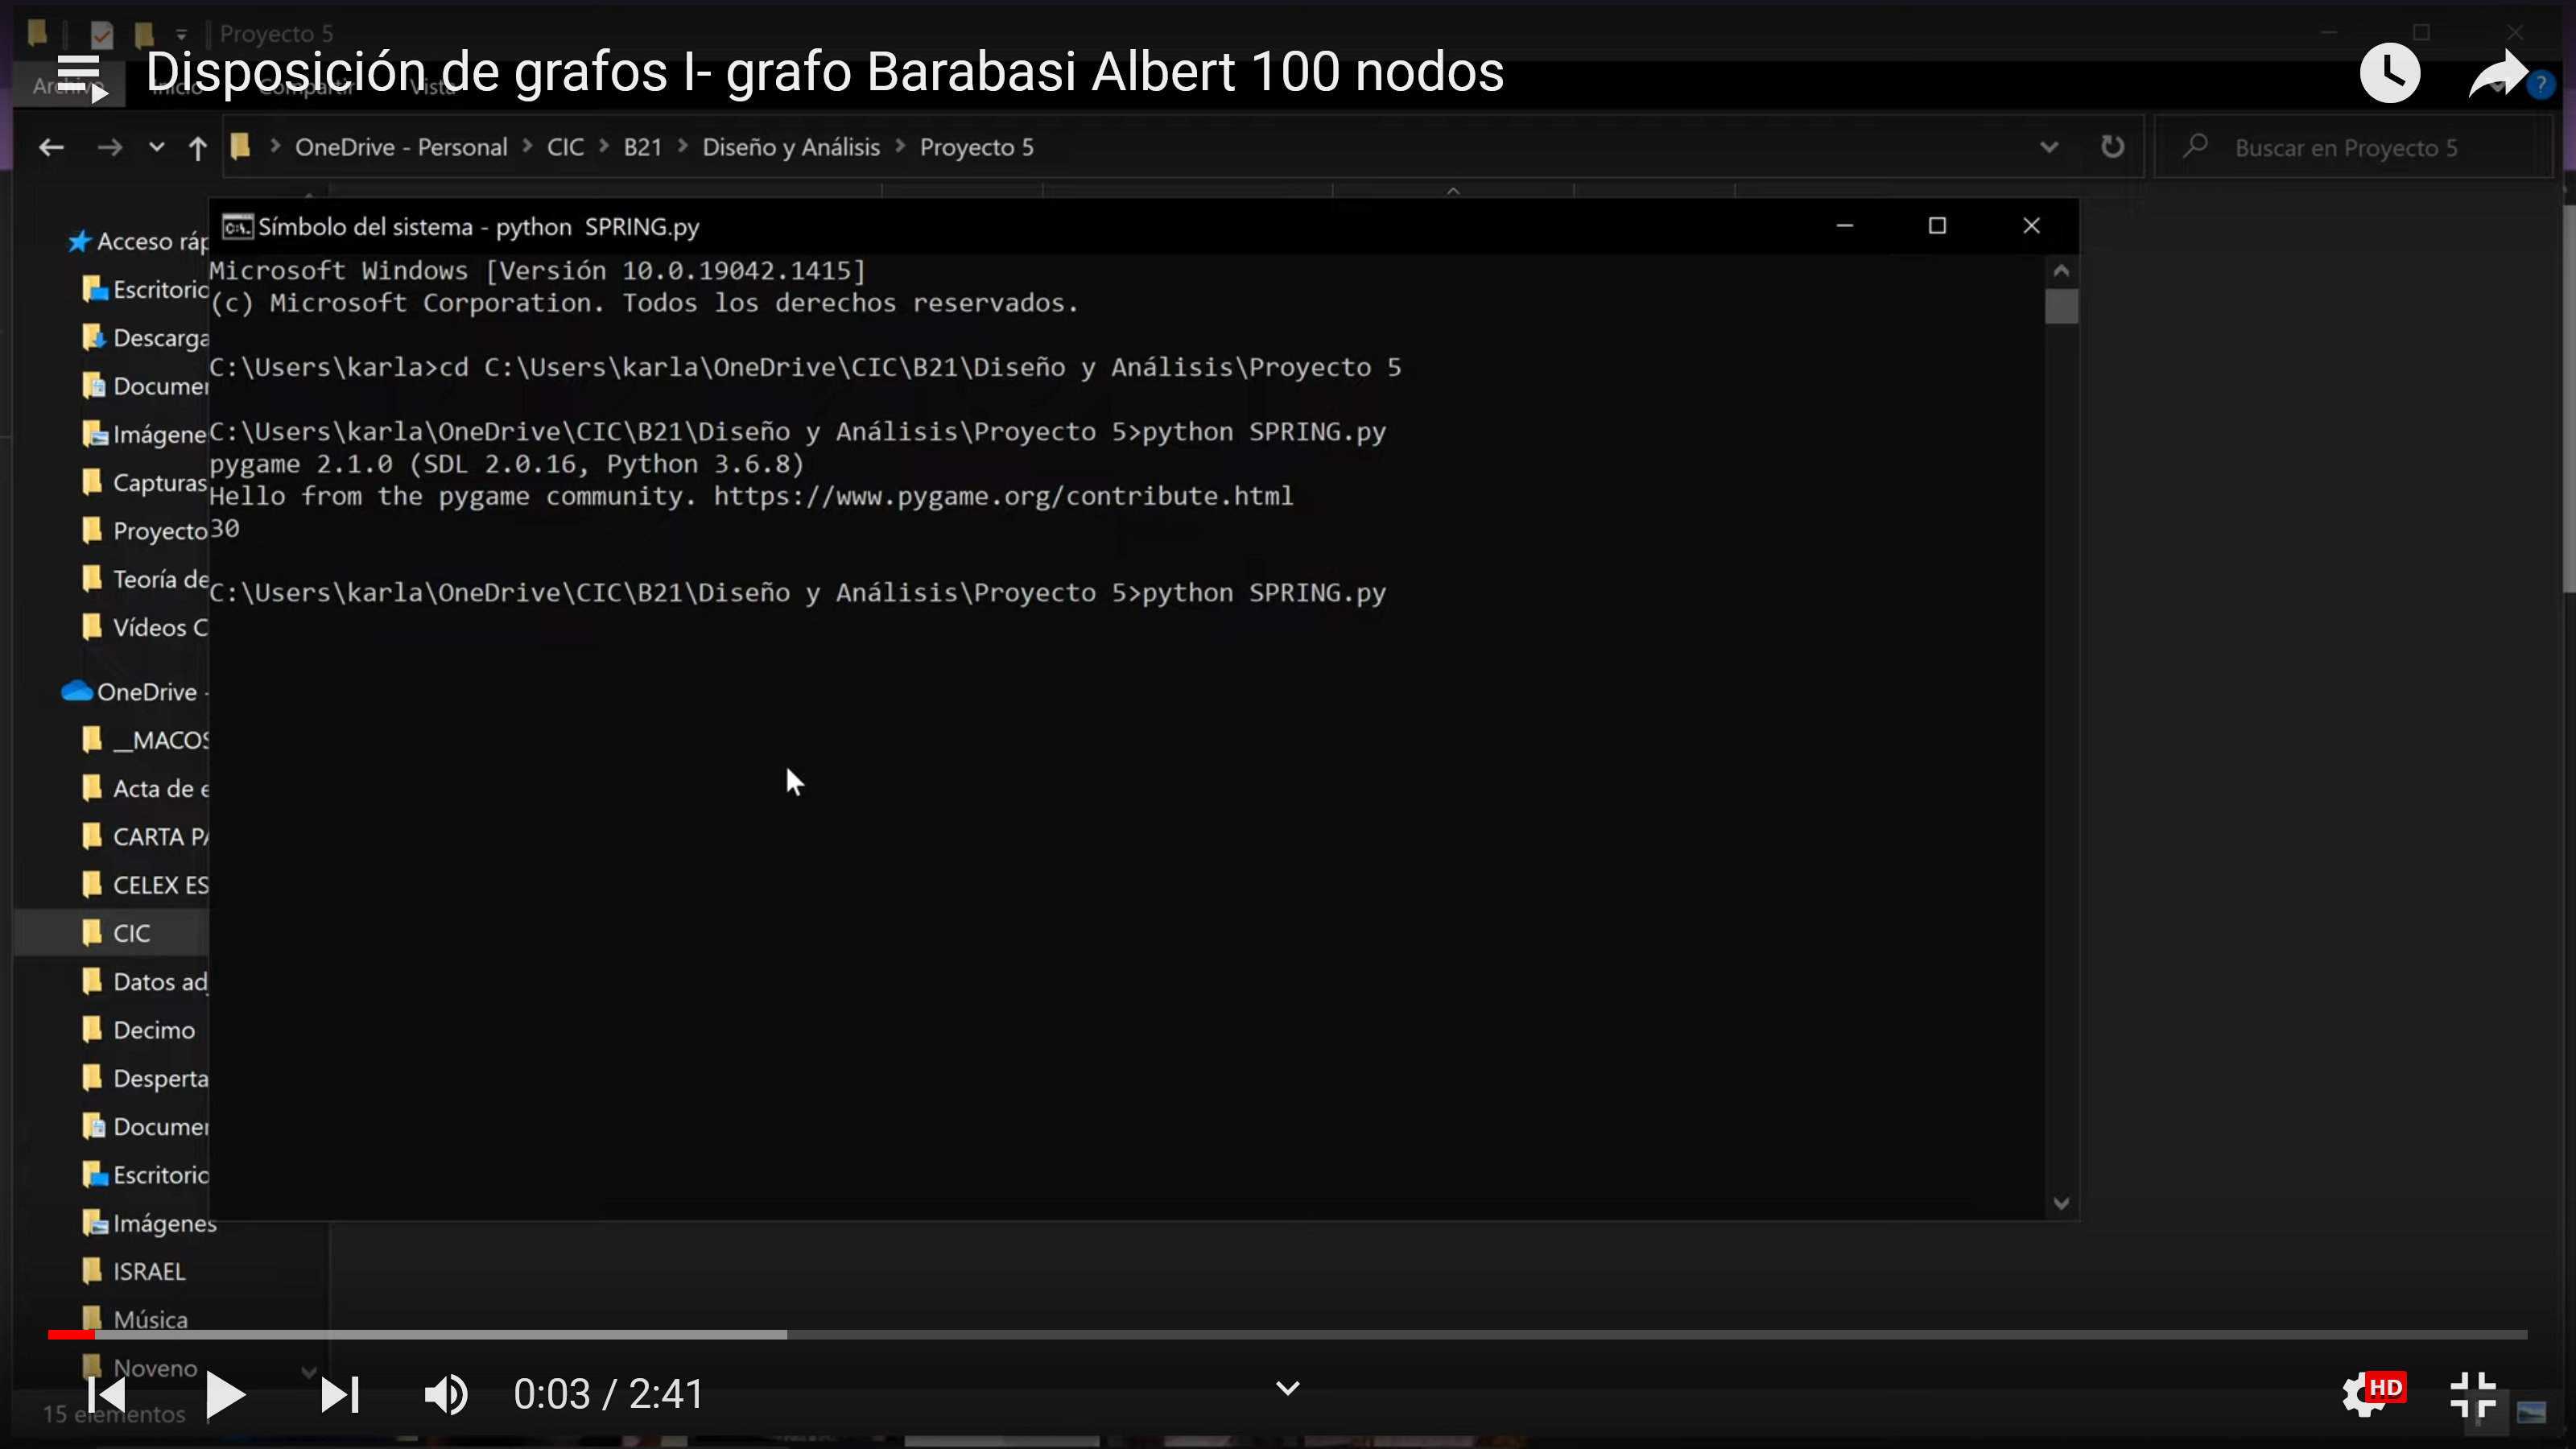 Proyecto 5
Disposición de grafos I- grafo Barabasi Albert 100 nodos
Archivo Inicio Compartir Vista
OneDrive - Personal > CIC > B21 > Diseño y Análisis > Proyecto 5
Buscar en Proyecto 5
Símbolo del sistema - python SPRING.py
Microsoft Windows [Versión 10.0.19042.1415]
(c) Microsoft Corporation. Todos los derechos reservados.
C:\Users\karla>cd C:\Users\karla\OneDrive\CIC\B21\Diseño y Análisis\Proyecto 5
C:\Users\karla\OneDrive\CIC\B21\Diseño y Análisis\Proyecto 5>python SPRING.py
pygame 2.1.0 (SDL 2.0.16, Python 3.6.8)
Hello from the pygame community. https://www.pygame.org/contribute.html
30
C:\Users\karla\OneDrive\CIC\B21\Diseño y Análisis\Proyecto 5>python SPRING.py
Acceso ráp
Escritorio
Descarga
Documen
Imágene
Capturas
Proyecto
Teoría de
Vídeos C
OneDrive -
__MACOS
Acta de e
CARTA PA
CELEX ES
CIC
Datos adj
Decimo
Desperta
Documen
Escritorio
Imágenes
ISRAEL
Música
Noveno
15 elementos
0:03 / 2:41
HD